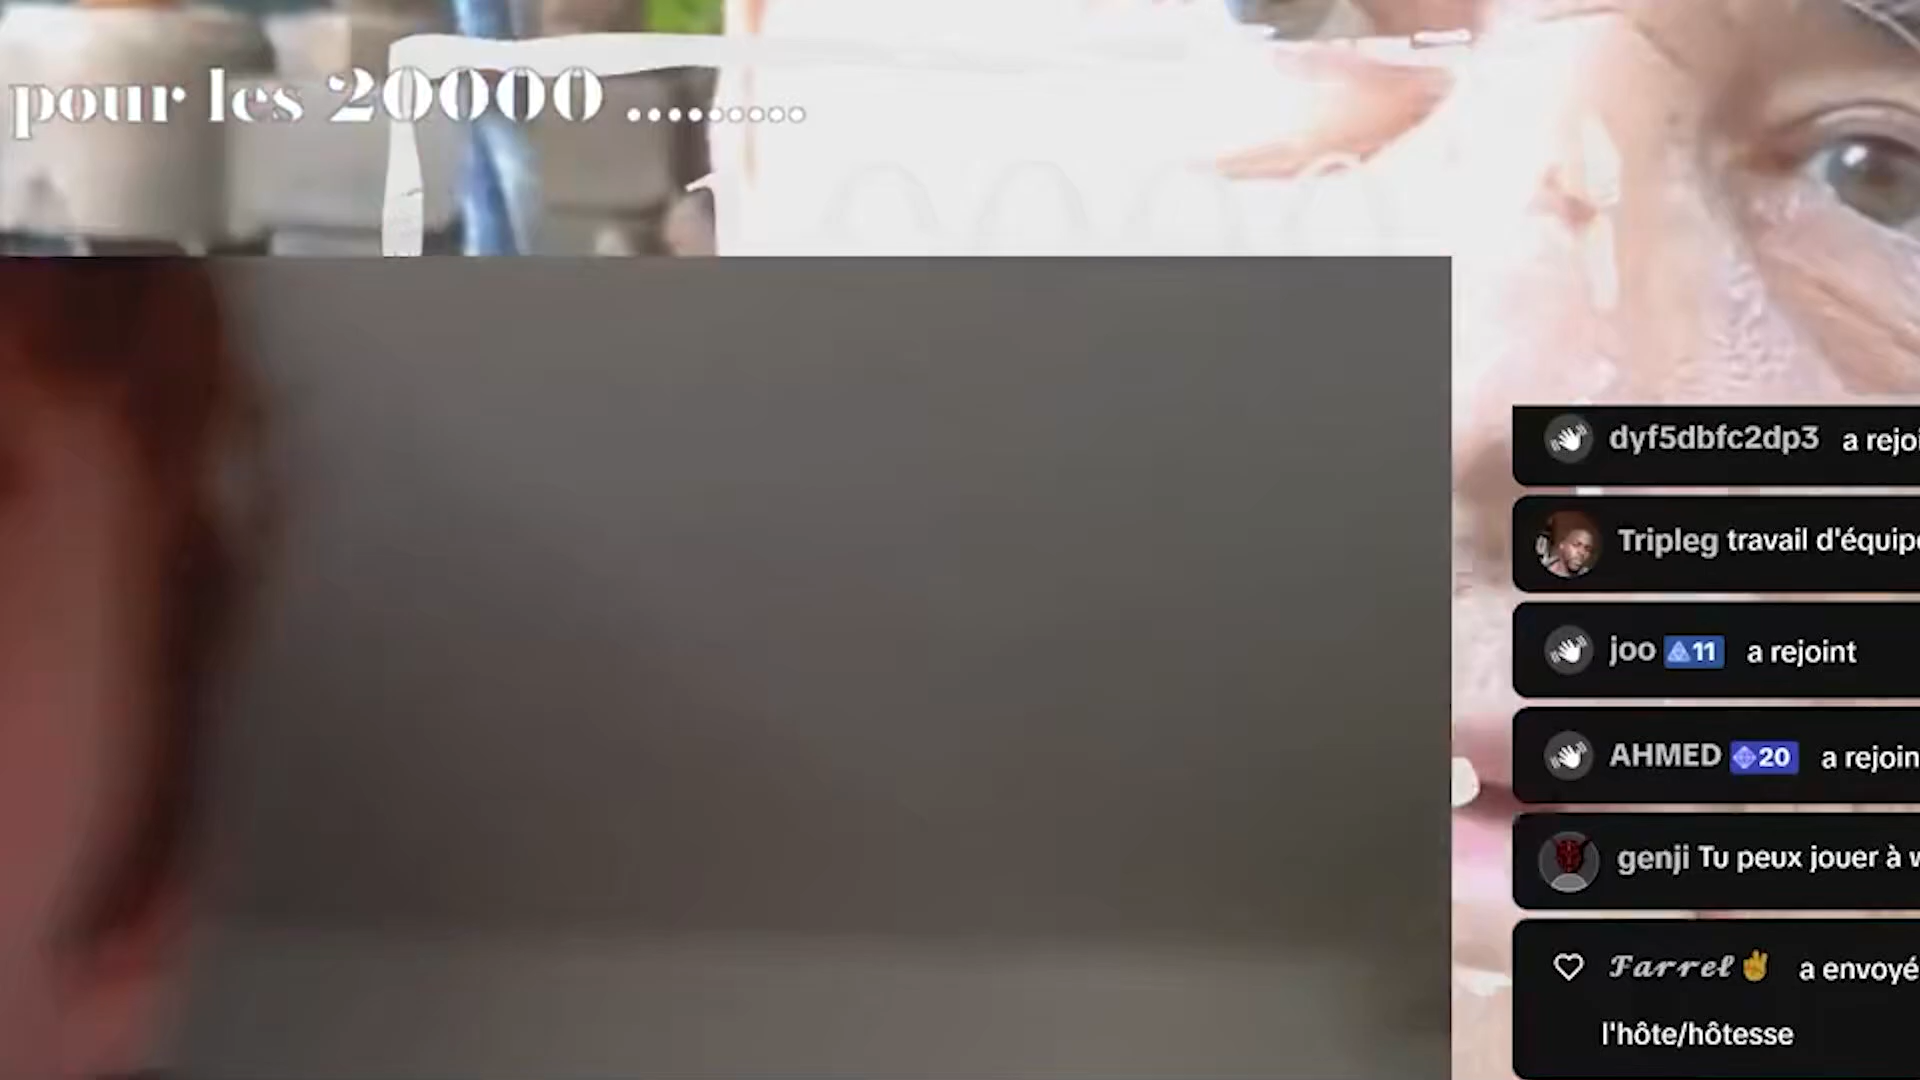 pour les 20000 .........
dyf5dbfc2dp3 a rejoi
Tripleg travail d'équipe
joo 11 a rejoint
AHMED 20 a rejoin
genji Tu peux jouer à
𝓕𝓪𝓻𝓻𝓮𝓵✌ a envoyé
l'hôte/hôtesse